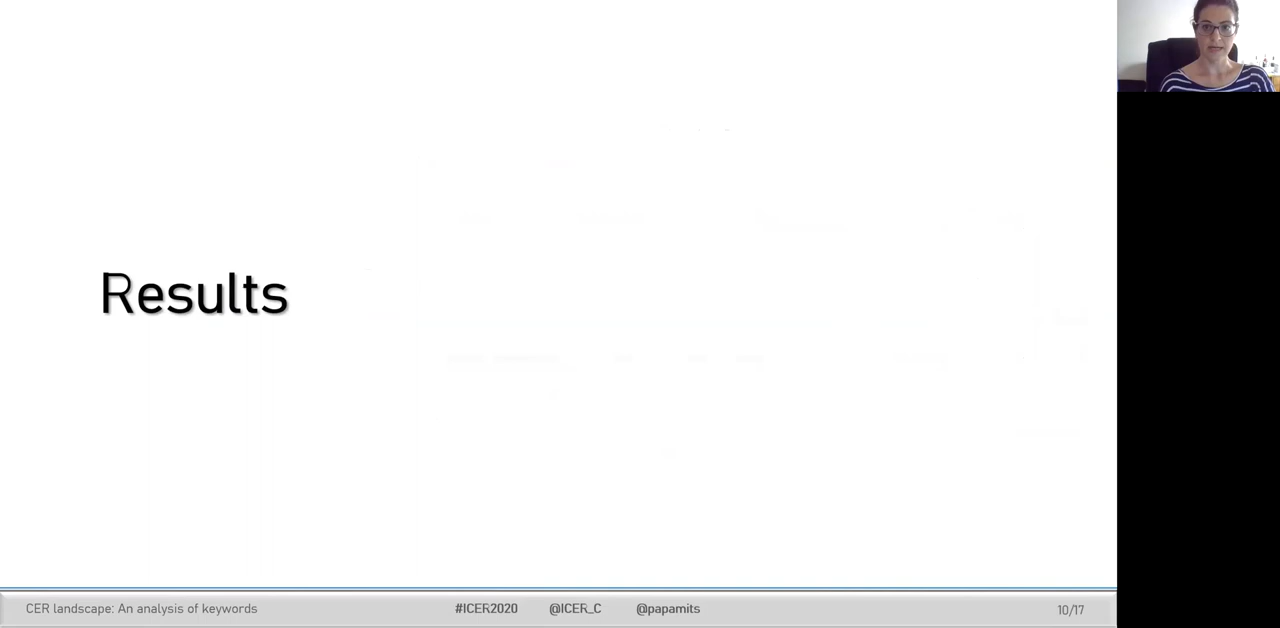 Results
CER landscape: An analysis of keywords
#ICER2020
@ICER_C
@papamits
10/17